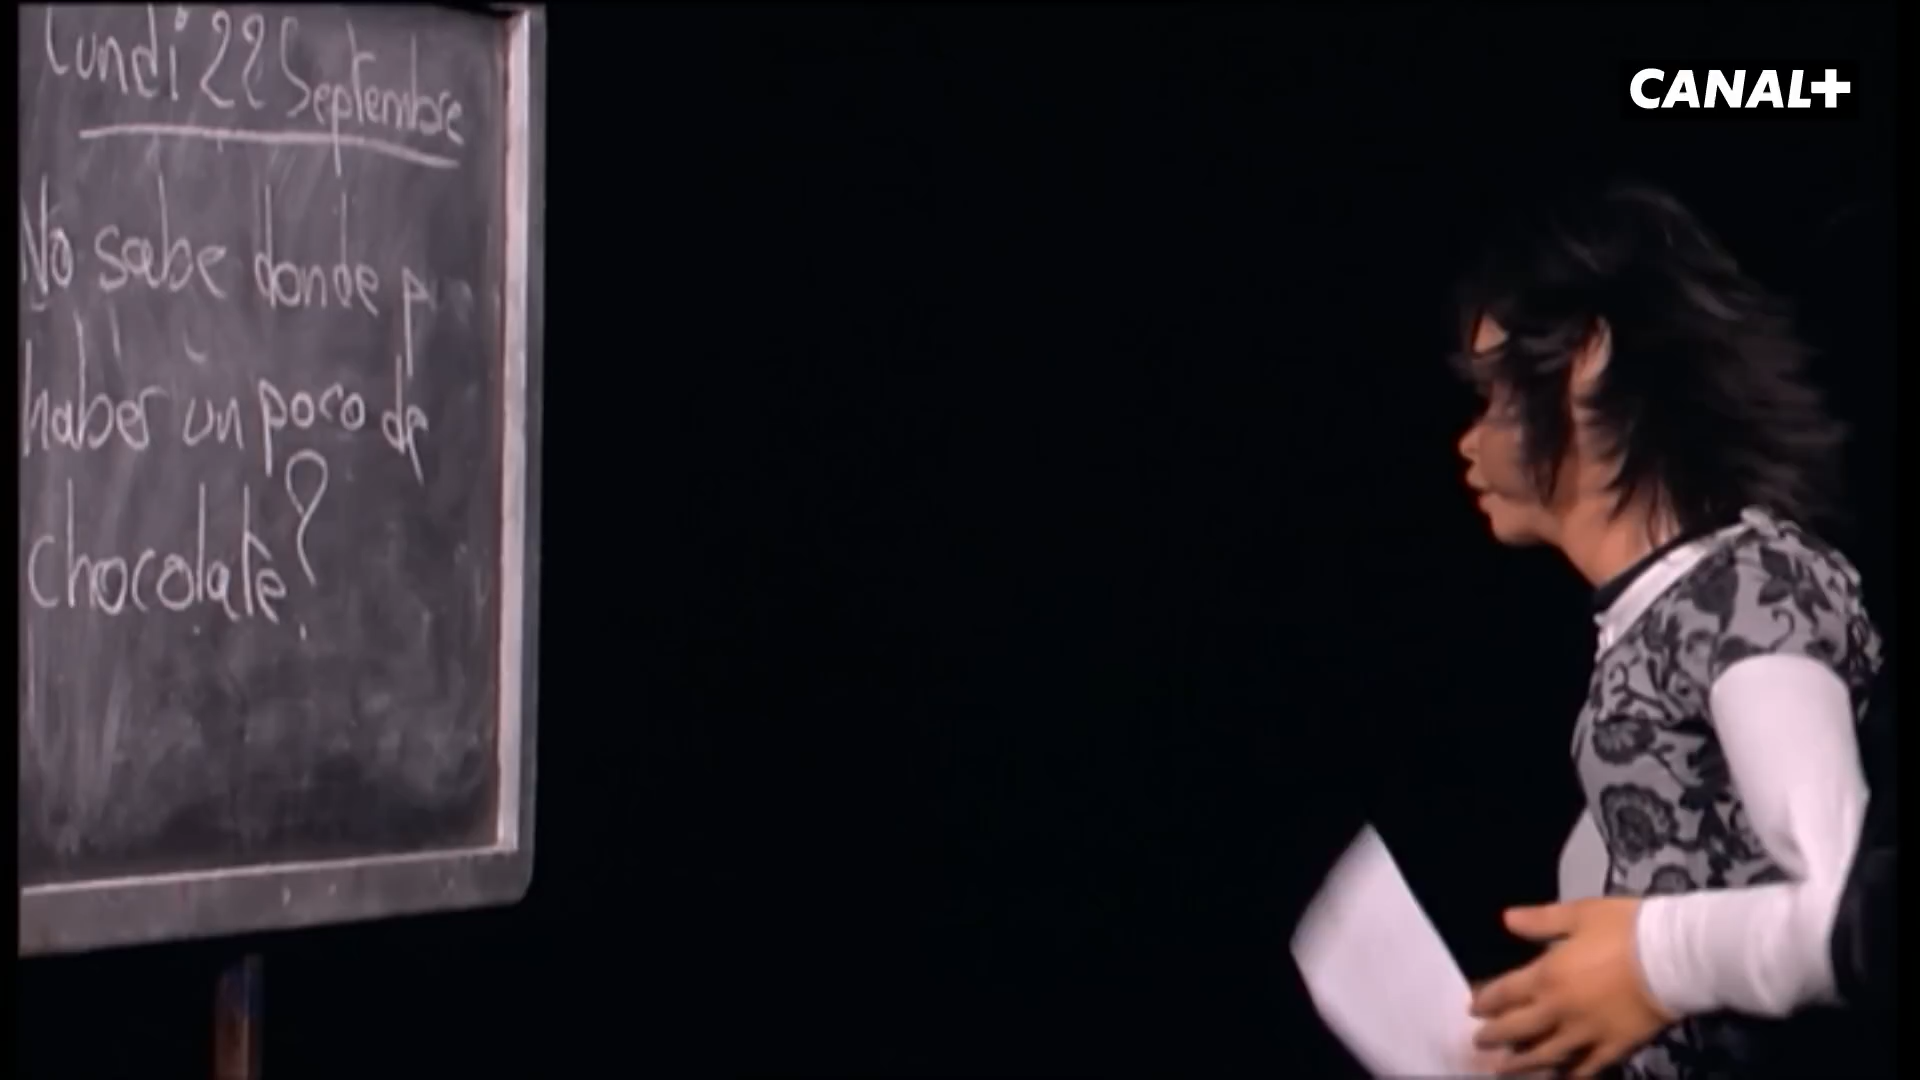 Lundi 22 Septembre
No sabe donde
haber un poco de
chocolate?
CANAL+